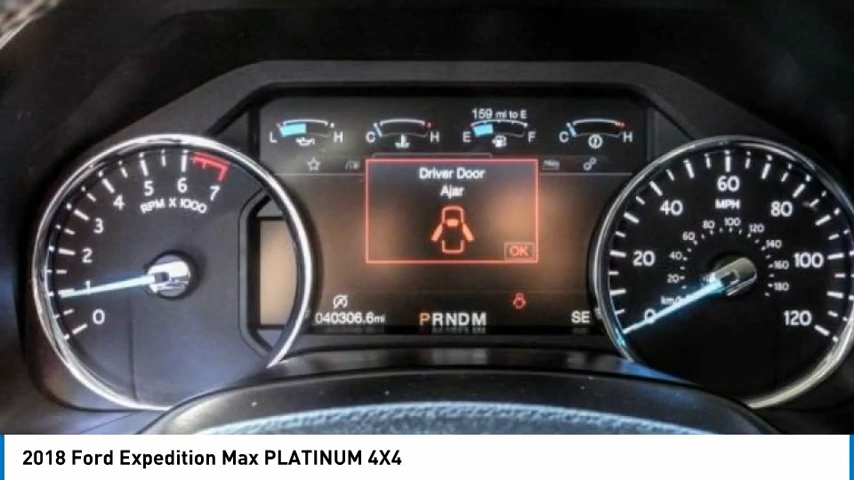 159 mi to E
L H C H E F C H
Driver Door
Ajar
OK
040306.6mi
PRNDM
SE
0 1 2 3 4 5 6 7
RPM X 1000
0 20 40 60 80 100 120
MPH
20 40 60 80 100 120 140 160 180
km/h
2018 Ford Expedition Max PLATINUM 4X4